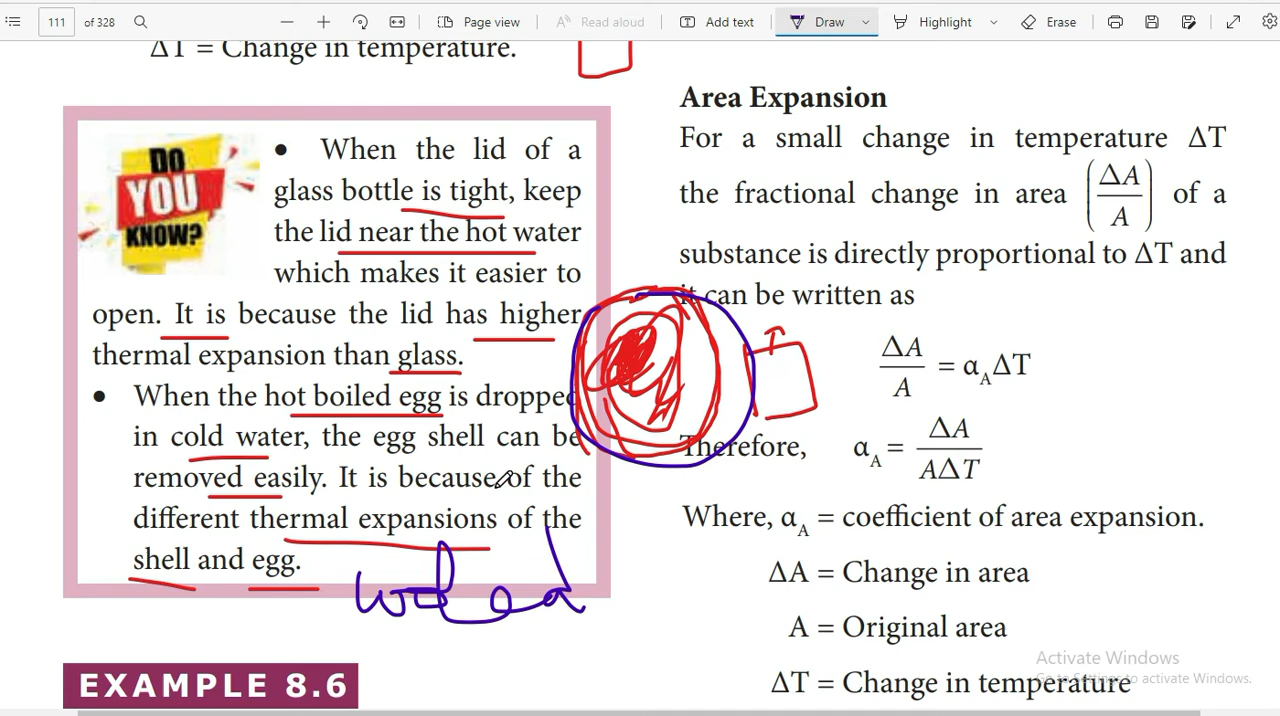 111 of 328
Page view
Read aloud
Add text
Draw
Highlight
Erase
ΔT = Change in temperature.
DO
YOU
KNOW?
• When the lid of a
glass bottle is tight, keep
the lid near the hot water
which makes it easier to
open. It is because the lid has higher
thermal expansion than glass.
• When the hot boiled egg is dropped
in cold water, the egg shell can be
removed easily. It is because of the
different thermal expansions of the
shell and egg.
EXAMPLE 8.6
Area Expansion
For a small change in temperature ΔT
the fractional change in area (ΔA/A) of a
substance is directly proportional to ΔT and
it can be written as
ΔA/A = α_A ΔT
Therefore, α_A = ΔA/AΔT
Where, α_A = coefficient of area expansion.
ΔA = Change in area
A = Original area
ΔT = Change in temperature
Activate Windows
Go to Settings to activate Windows.